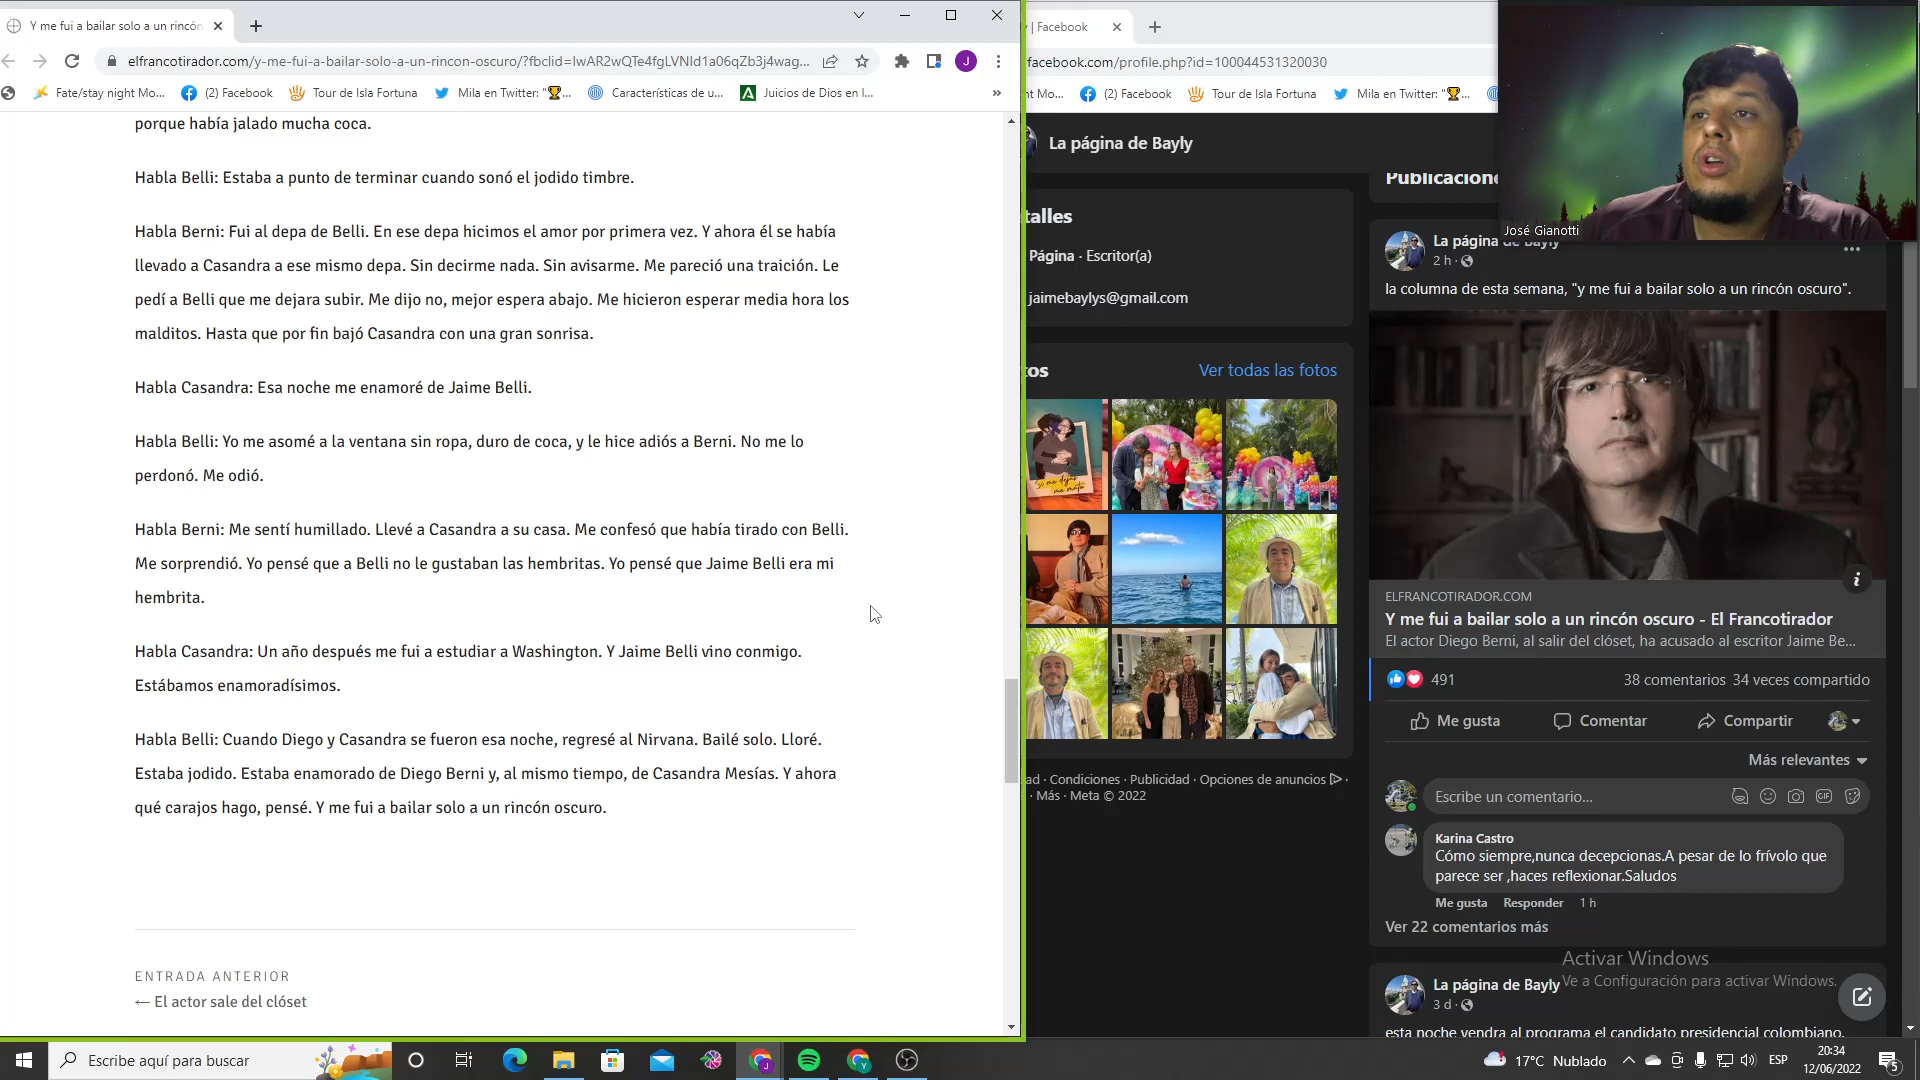 Y me fui a bailar solo a un rincón
elfrancotirador.com/y-me-fui-a-bailar-solo-a-un-rincon-oscuro/?fbclid=IwAR2wQTe4fgLVNId1a06qZb3j4wag...
J
Fate/stay night Mo...
(2) Facebook
Tour de Isla Fortuna
Mila en Twitter: "🏆...
Características de u...
Juicios de Dios en l...
porque había jalado mucha coca.
Habla Belli: Estaba a punto de terminar cuando sonó el jodido timbre.
Habla Berni: Fui al depa de Belli. En ese depa hicimos el amor por primera vez. Y ahora él se había
llevado a Casandra a ese mismo depa. Sin decirme nada. Sin avisarme. Me pareció una traición. Le
pedí a Belli que me dejara subir. Me dijo no, mejor espera abajo. Me hicieron esperar media hora los
malditos. Hasta que por fin bajó Casandra con una gran sonrisa.
Habla Casandra: Esa noche me enamoré de Jaime Belli.
Habla Belli: Yo me asomé a la ventana sin ropa, duro de coca, y le hice adiós a Berni. No me lo
perdonó. Me odió.
Habla Berni: Me sentí humillado. Llevé a Casandra a su casa. Me confesó que había tirado con Belli.
Me sorprendió. Yo pensé que a Belli no le gustaban las hembritas. Yo pensé que Jaime Belli era mi
hembrita.
Habla Casandra: Un año después me fui a estudiar a Washington. Y Jaime Belli vino conmigo.
Estábamos enamoradísimos.
Habla Belli: Cuando Diego y Casandra se fueron esa noche, regresé al Nirvana. Bailé solo. Lloré.
Estaba jodido. Estaba enamorado de Diego Berni y, al mismo tiempo, de Casandra Mesías. Y ahora
qué carajos hago, pensé. Y me fui a bailar solo a un rincón oscuro.
ENTRADA ANTERIOR
← El actor sale del clóset
| Facebook
facebook.com/profile.php?id=100044531320030
ht Mo...
(2) Facebook
Tour de Isla Fortuna
Mila en Twitter: "🏆...
La página de Bayly
talles
Página · Escritor(a)
jaimebaylys@gmail.com
tos
Ver todas las fotos
Si me dejas
me mato
ad · Condiciones · Publicidad · Opciones de anuncios ·
· Más · Meta © 2022
José Gianotti
Publicacione
La página de Bayly
2 h ·
la columna de esta semana, "y me fui a bailar solo a un rincón oscuro".
ELFRANCOTIRADOR.COM
Y me fui a bailar solo a un rincón oscuro - El Francotirador
El actor Diego Berni, al salir del clóset, ha acusado al escritor Jaime Be...
491
38 comentarios 34 veces compartido
Me gusta
Comentar
Compartir
Más relevantes
Escribe un comentario...
GIF
Karina Castro
Cómo siempre,nunca decepcionas.A pesar de lo frívolo que
parece ser ,haces reflexionar.Saludos
Me gusta Responder 1 h
Ver 22 comentarios más
La página de Bayly
3 d ·
esta noche vendra al programa el candidato presidencial colombiano,
Activar Windows
Ve a Configuración para activar Windows.
Escribe aquí para buscar
17°C Nublado
ESP
20:34
12/06/2022
5